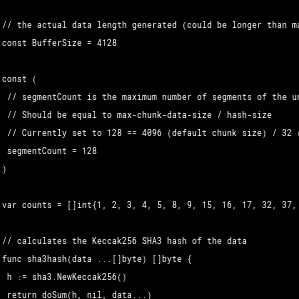 // the actual data length generated (could be longer than
const BufferSize = 4128
const (
// segmentCount is the maximum number of segments of the
// Should be equal to max-chunk-data-size / hash-size
// Currently set to 128 == 4096 (default chunk size) / 32
segmentCount = 128
)
var counts = []int{1, 2, 3, 4, 5, 8, 9, 15, 16, 17, 32, 37,
// calculates the Keccak256 SHA3 hash of the data
func sha3hash(data ...[]byte) []byte {
h := sha3.NewKeccak256()
return doSum(h, nil, data...)